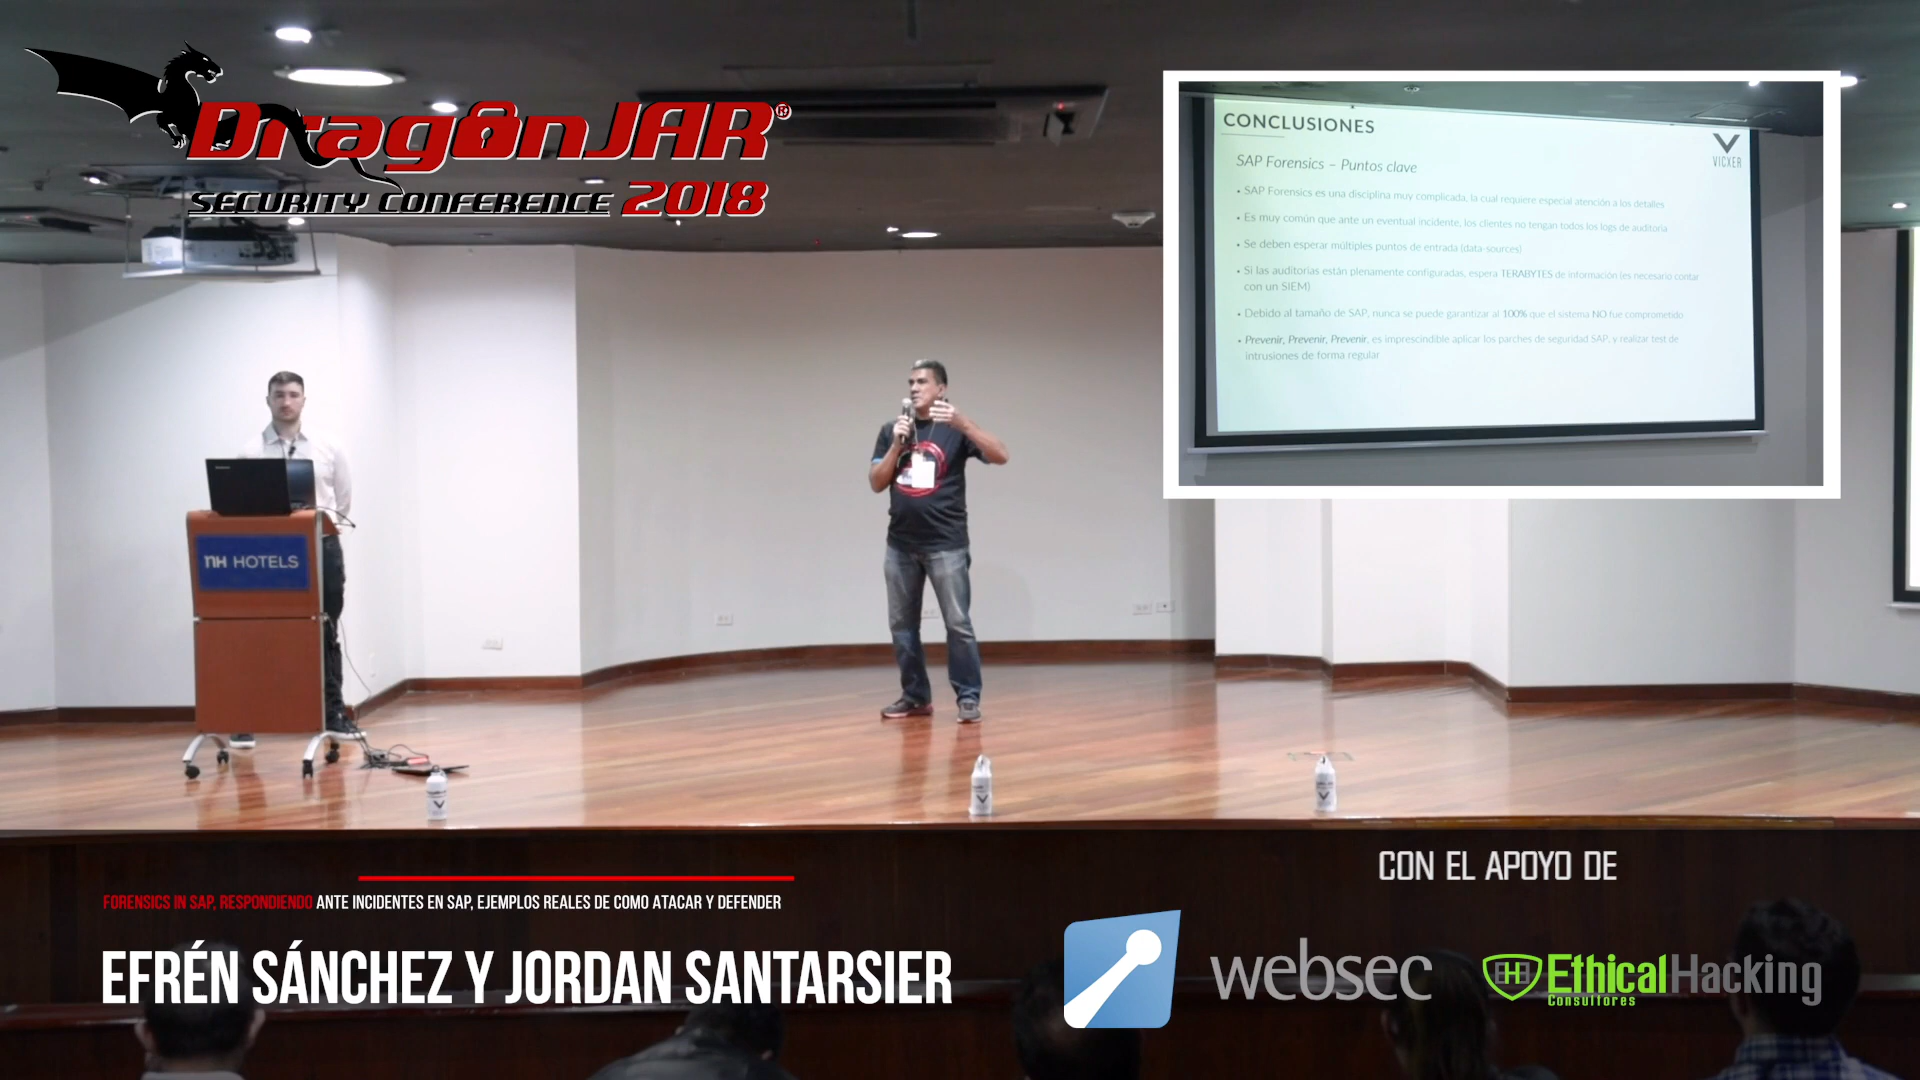 DragonJAR®
SECURITY CONFERENCE 2018
CONCLUSIONES
VICXER
SAP Forensics – Puntos clave
• SAP Forensics es una disciplina muy complicada, la cual requiere especial atención a los detalles
• Es muy común que ante un eventual incidente, los clientes no tengan todos los logs de auditoria
• Se deben esperar múltiples puntos de entrada (data-sources)
• Si las auditorias están plenamente configuradas, espera TERABYTES de información (es necesario contar
con un SIEM)
• Debido al tamaño de SAP, nunca se puede garantizar al 100% que el sistema NO fue comprometido
• Prevenir, Prevenir, Prevenir, es imprescindible aplicar los parches de seguridad SAP, y realizar test de
intrusiones de forma regular
nH HOTELS
FORENSICS IN SAP, RESPONDIENDO ANTE INCIDENTES EN SAP, EJEMPLOS REALES DE COMO ATACAR Y DEFENDER
EFRÉN SÁNCHEZ Y JORDAN SANTARSIER
CON EL APOYO DE
websec
EH EthicalHacking
Consultores